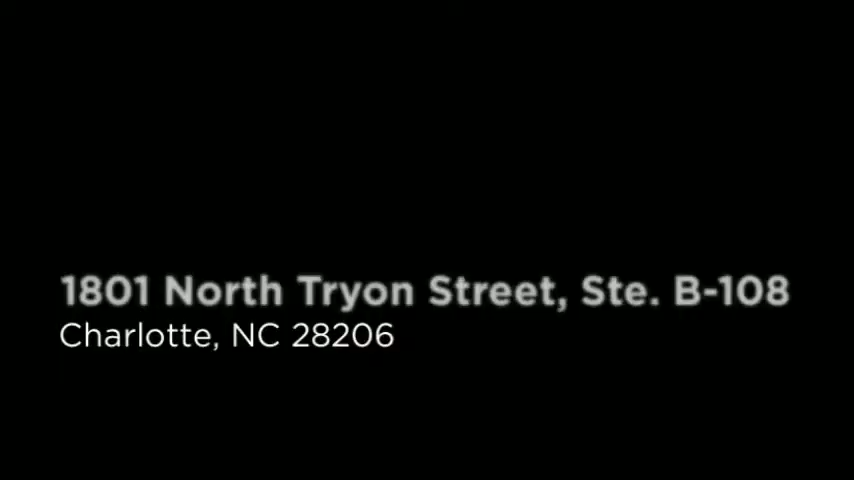 1801 North Tryon Street, Ste. B-108
Charlotte, NC 28206